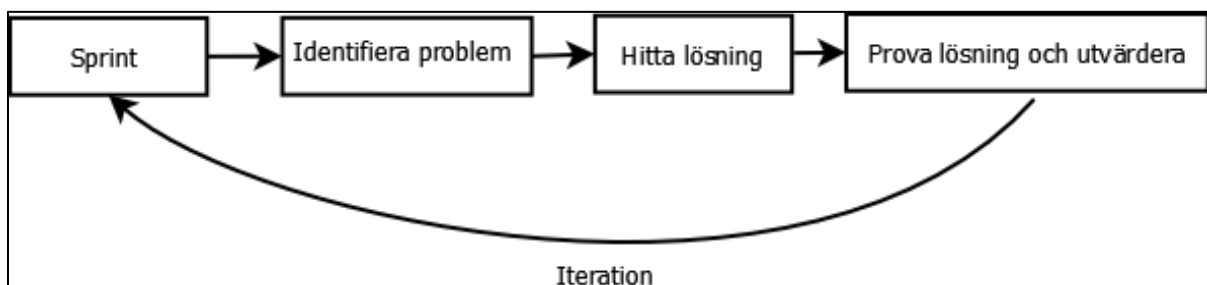 Sprint
Identifiera problem
Hitta lösning
Prova lösning och utvärdera
Iteration